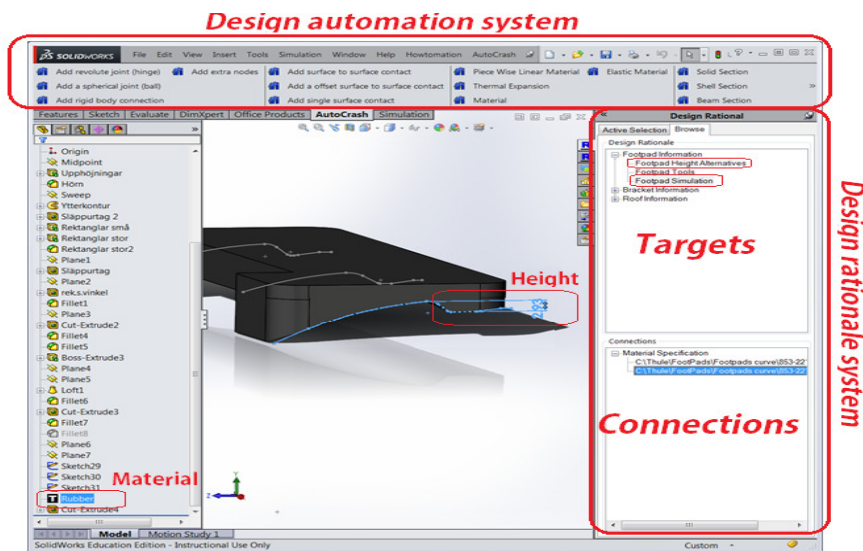 Design automation system
SOLIDWORKS File Edit View Insert Tools Simulation Window Help Howtomation AutoCrash
Add revolute joint (hinge) Add extra nodes Add surface to surface contact Piece Wise Linear Material Elastic Material Solid Section
Add a spherical joint (ball) Add a offset surface to surface contact Thermal Expansion Shell Section
Add rigid body connection Add single surface contact Material Beam Section
Features Sketch Evaluate DimXpert Office Products AutoCrash Simulation
Design Rational
Active Selection Browse
Design Rationale
Footpad Information
Footpad Height Alternatives
Footpad Tools
Footpad Simulation
Bracket Information
Roof Information
Targets
Connections
Material Specification
C:\Thule\FootPads\Footpads curve\853-22
C:\Thule\FootPads\Footpads curve\853-22
Connections
Design rationale system
Origin
Midpoint
Upphöjningar
Hörn
Sweep
Ytterkontur
Släppurtag 2
Rektanglar små
Rektanglar stor
Rektanglar stor2
Plane1
Släppurtag
Plane2
rek.s.vinkel
Fillet1
Plane3
Cut-Extrude2
Fillet4
Fillet5
Boss-Extrude3
Plane4
Plane5
Loft1
Fillet6
Cut-Extrude3
Fillet7
Fillet8
Plane6
Plane7
Sketch29
Sketch30
Sketch31
Rubber
Cut-Extrude4
Material
Height
Y
Z
Model Motion Study 1
SolidWorks Education Edition - Instructional Use Only
Custom